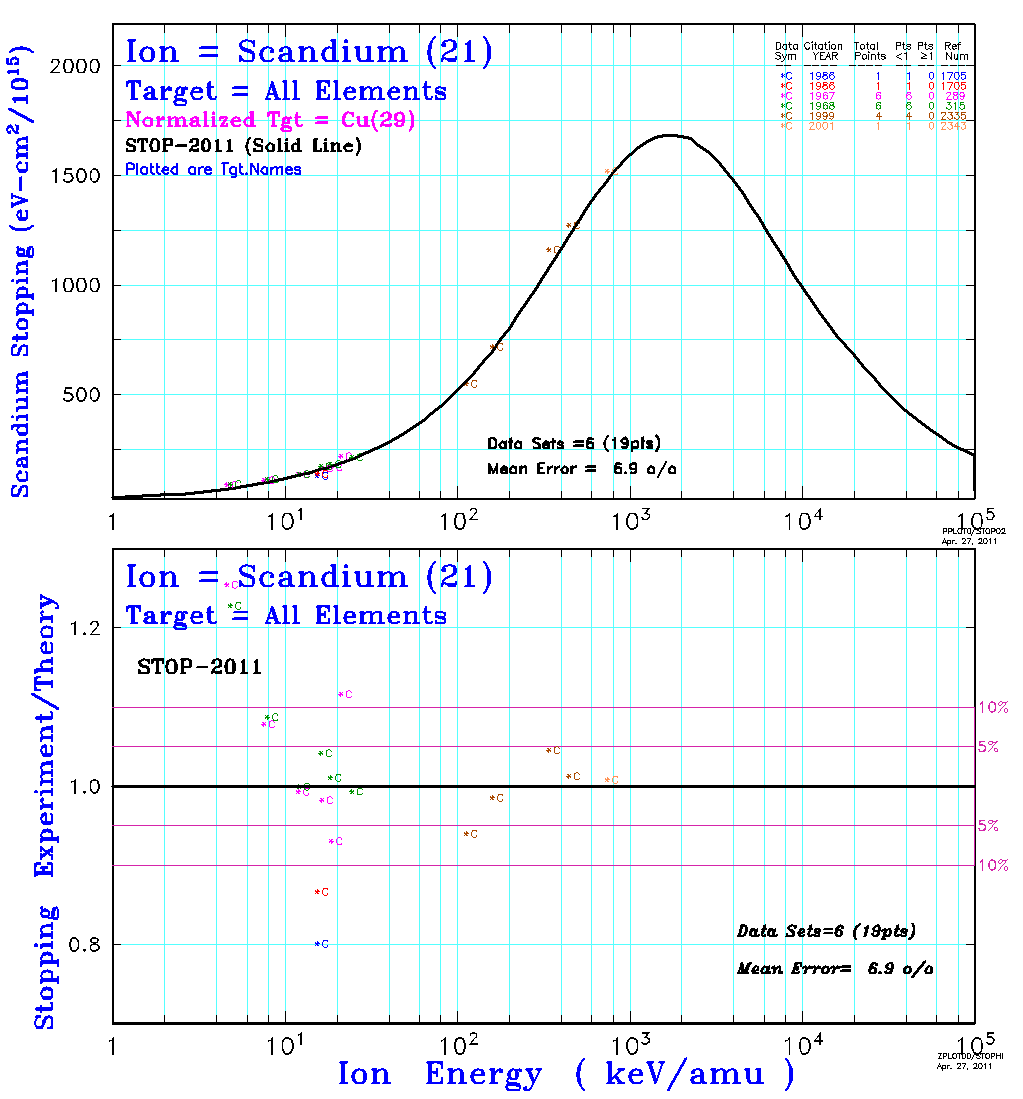 Ion = Scandium (21)
Target = All Elements
Normalized Tgt = Cu(29)
STOP-2011 (Solid Line)
Plotted are Tgt.Names
Data Citation Total Pts Pts Ref
Sym YEAR Points <1 ≥1 Num
*C 1986 1 1 0 1705
*C 1986 1 1 0 1705
*C 1967 6 6 0 289
*C 1968 6 6 0 315
*C 1999 4 4 0 2335
*C 2001 1 1 0 2343
Scandium Stopping (eV-cm²/10¹⁵)
2000
1500
1000
500
Data Sets =6 (19pts)
Mean Error = 6.9 o/o
1 10¹ 10² 10³ 10⁴ 10⁵
PPLOT0/STOP02
Apr. 27, 2011
Ion = Scandium (21)
Target = All Elements
STOP-2011
Stopping Experiment/Theory
1.2
1.0
0.8
10%
5%
5%
10%
Data Sets=6 (19pts)
Mean Error= 6.9 o/o
1 10¹ 10² 10³ 10⁴ 10⁵
Ion Energy ( keV/amu )
ZPLOT0D/STOPHI
Apr. 27, 2011